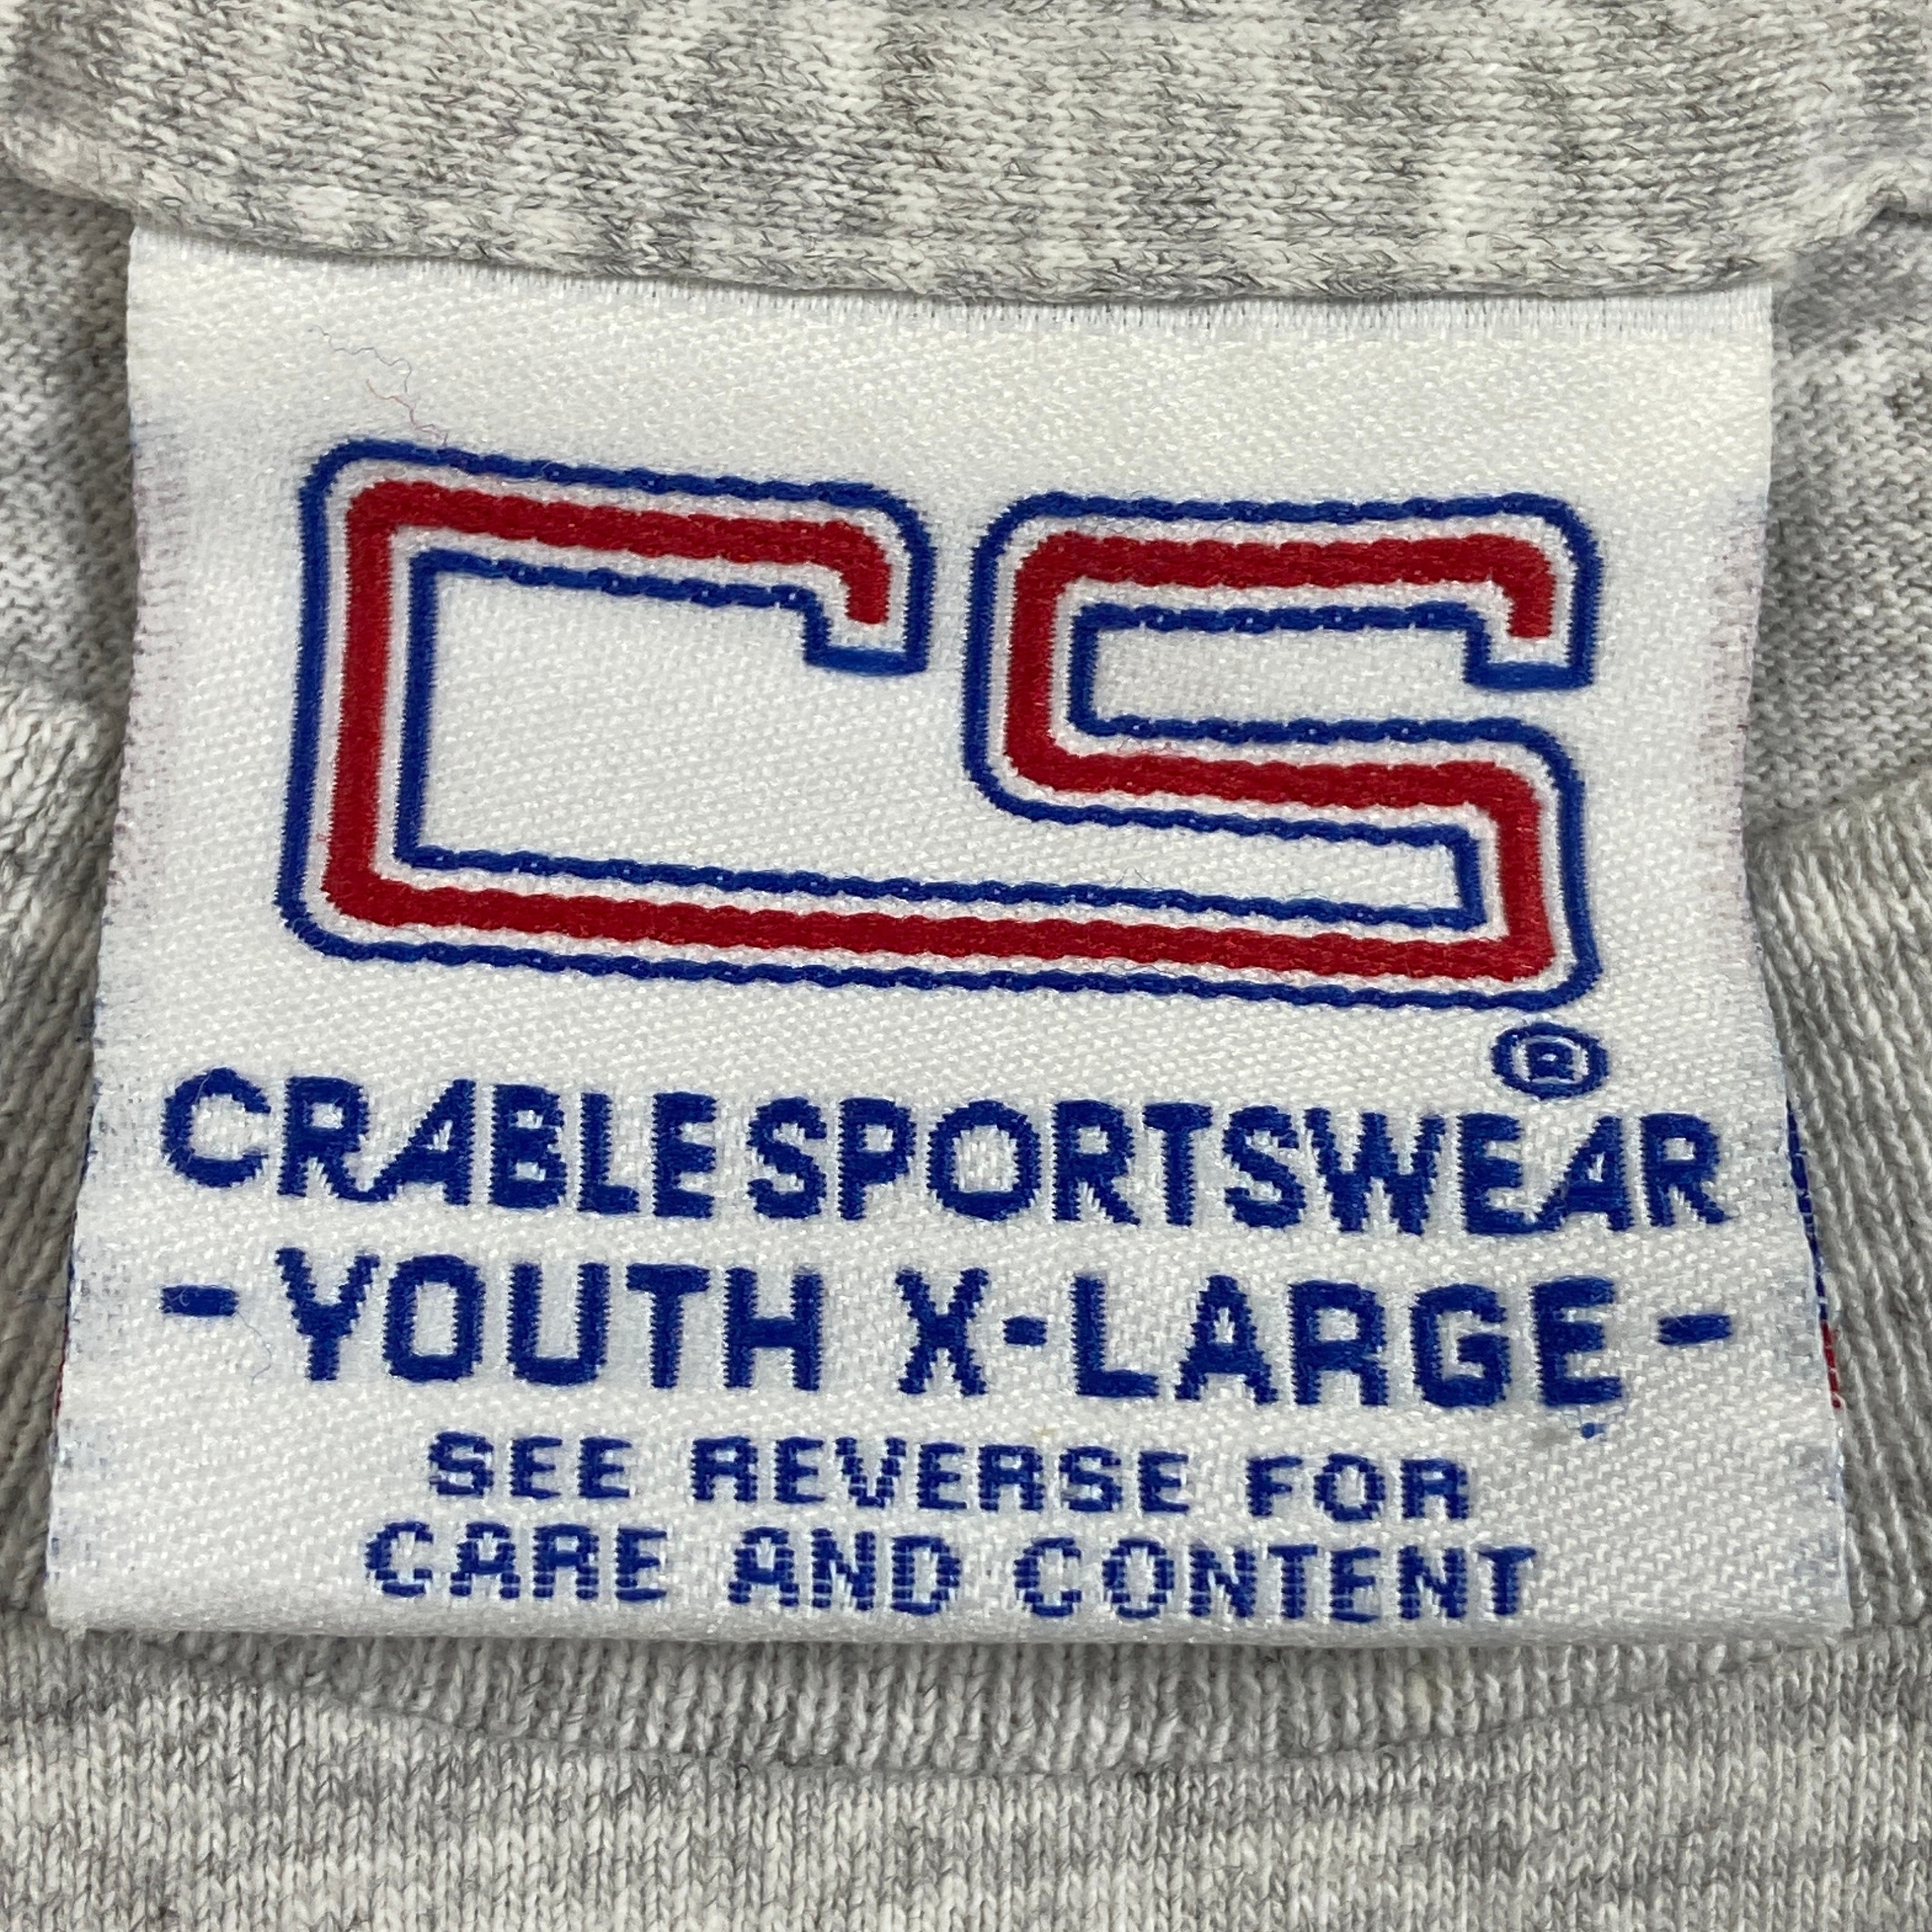 CS
®
CRABLE SPORTSWEAR
- YOUTH X-LARGE -
SEE REVERSE FOR
CARE AND CONTENT